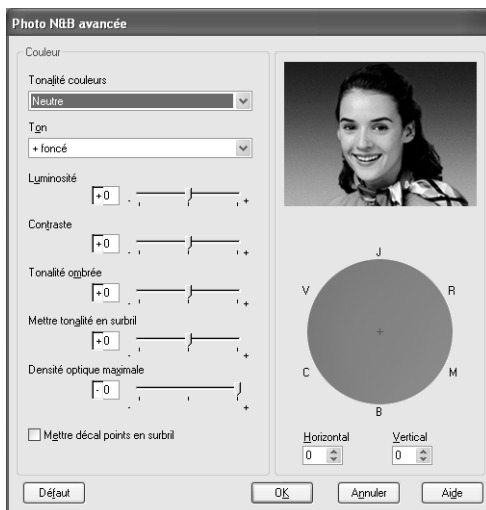 Photo N&B avancée
Couleur
Tonalité couleurs
Neutre
Ton
+ foncé
Luminosité
+0
- +
Contraste
+0
- +
Tonalité ombrée
+0
- +
Mettre tonalité en surbril
+0
- +
Densité optique maximale
- 0
- +
Mettre décal points en surbril
J
V R
C M
B
Horizontal Vertical
0 0
Défaut OK Annuler Aide